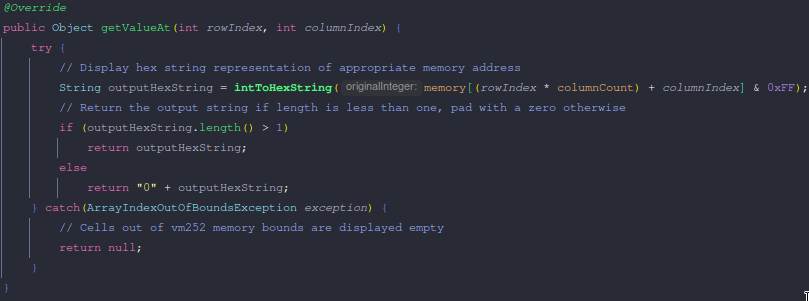 @Override
public Object getValueAt(int rowIndex, int columnIndex) {
try {
// Display hex string representation of appropriate memory address
String outputHexString = intToHexString( originalInteger: memory[(rowIndex * columnCount) + columnIndex] & 0xFF);
// Return the output string if length is less than one, pad with a zero otherwise
if (outputHexString.length() > 1)
return outputHexString;
else
return "0" + outputHexString;
} catch(ArrayIndexOutOfBoundsException exception) {
// Cells out of vm252 memory bounds are displayed empty
return null;
}
}